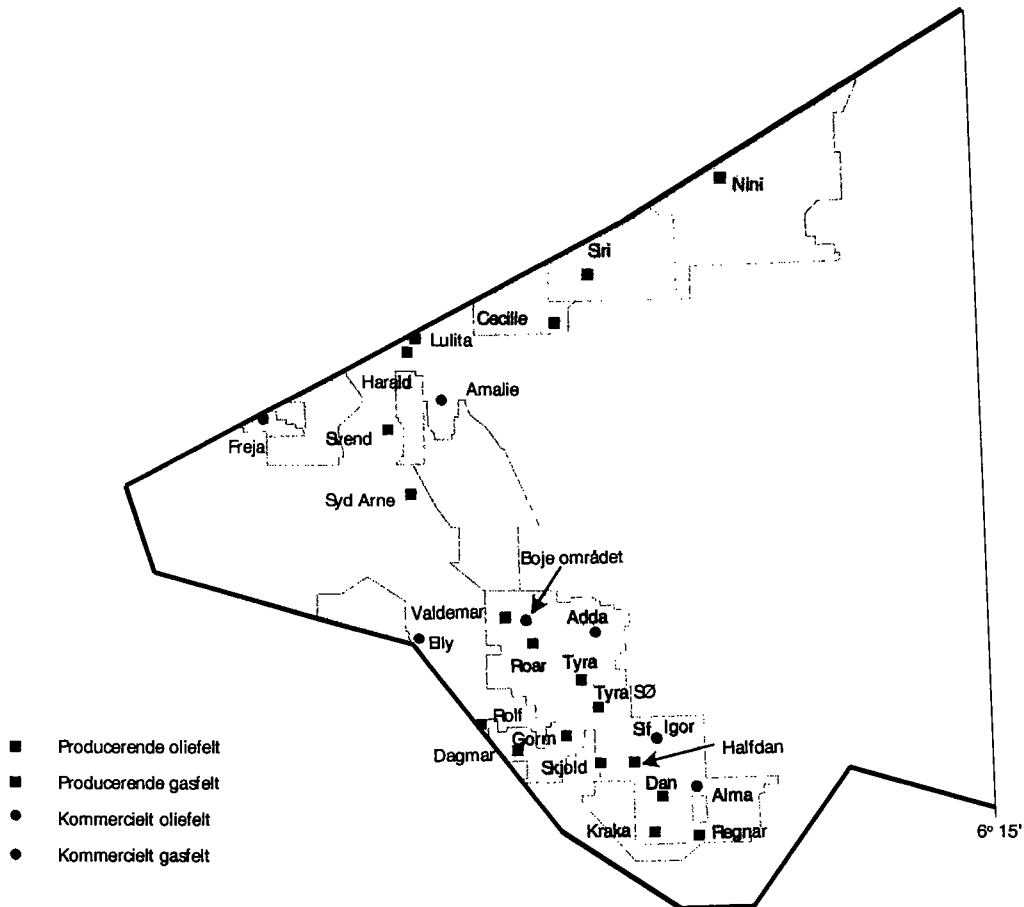 Nini
Siri
Cecilie
Lulita
Harald
Amalie
Freja
Svend
Syd Arne
Boje området
Valdemar
Adda
Elly
Roar
Tyra
Tyra SØ
Rolf
Gorm
Sif Igor
Dagmar
Halfdan
Skjold
Dan
Alma
Kraka
Regnar
6° 15'
Producerende oliefelt
Producerende gasfelt
Kommercielt oliefelt
Kommercielt gasfelt